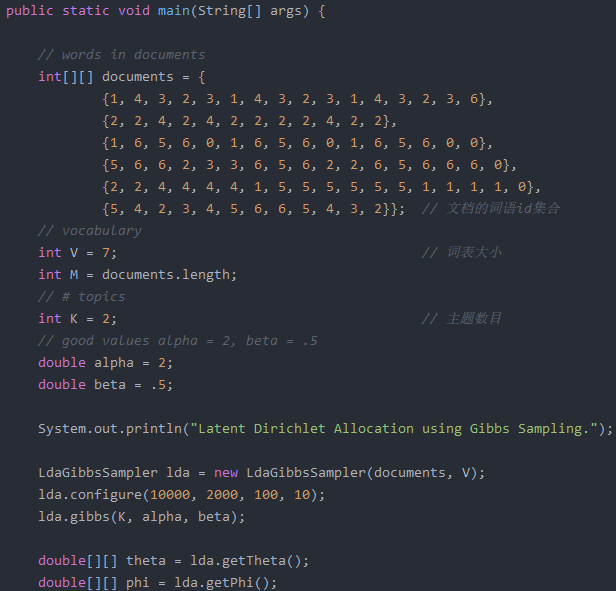 public static void main(String[] args) {
// words in documents
int[][] documents = {
{1, 4, 3, 2, 3, 1, 4, 3, 2, 3, 1, 4, 3, 2, 3, 6},
{2, 2, 4, 2, 4, 2, 2, 2, 2, 4, 2, 2},
{1, 6, 5, 6, 0, 1, 6, 5, 6, 0, 1, 6, 5, 6, 0, 0},
{5, 6, 6, 2, 3, 3, 6, 5, 6, 2, 2, 6, 5, 6, 6, 6, 0},
{2, 2, 4, 4, 4, 4, 1, 5, 5, 5, 5, 5, 5, 1, 1, 1, 1, 0},
{5, 4, 2, 3, 4, 5, 6, 6, 5, 4, 3, 2}}; // 文档的词语id集合
// vocabulary
int V = 7; // 词表大小
int M = documents.length;
// # topics
int K = 2; // 主题数目
// good values alpha = 2, beta = .5
double alpha = 2;
double beta = .5;
System.out.println("Latent Dirichlet Allocation using Gibbs Sampling.");
LdaGibbsSampler lda = new LdaGibbsSampler(documents, V);
lda.configure(10000, 2000, 100, 10);
lda.gibbs(K, alpha, beta);
double[][] theta = lda.getTheta();
double[][] phi = lda.getPhi();